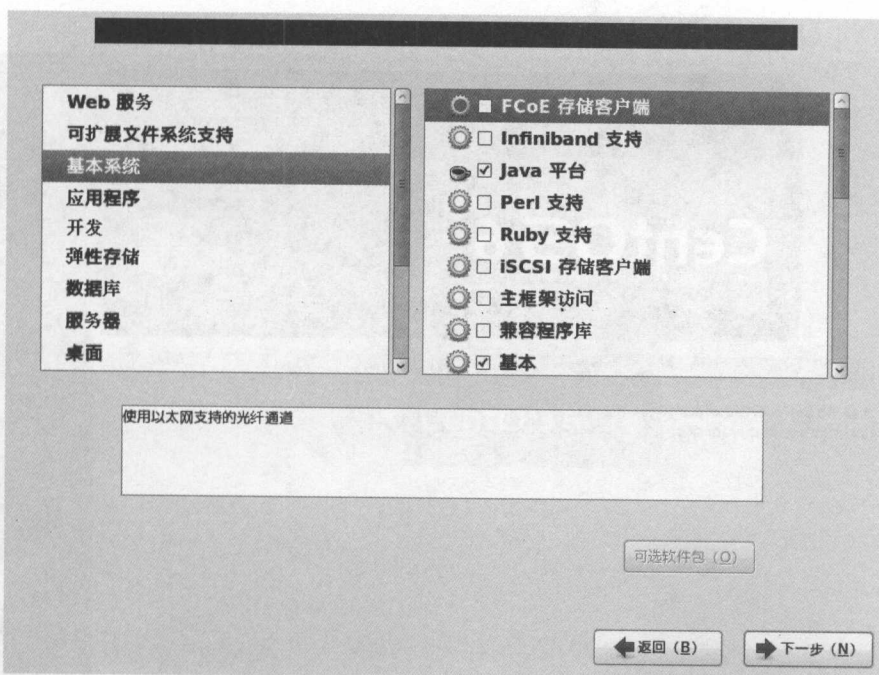 Web 服务
可扩展文件系统支持
基本系统
应用程序
开发
弹性存储
数据库
服务器
桌面
FCoE 存储客户端
Infiniband 支持
Java 平台
Perl 支持
Ruby 支持
iSCSI 存储客户端
主框架访问
兼容程序库
基本
使用以太网支持的光纤通道
可选软件包（O）
返回（B）
下一步（N）